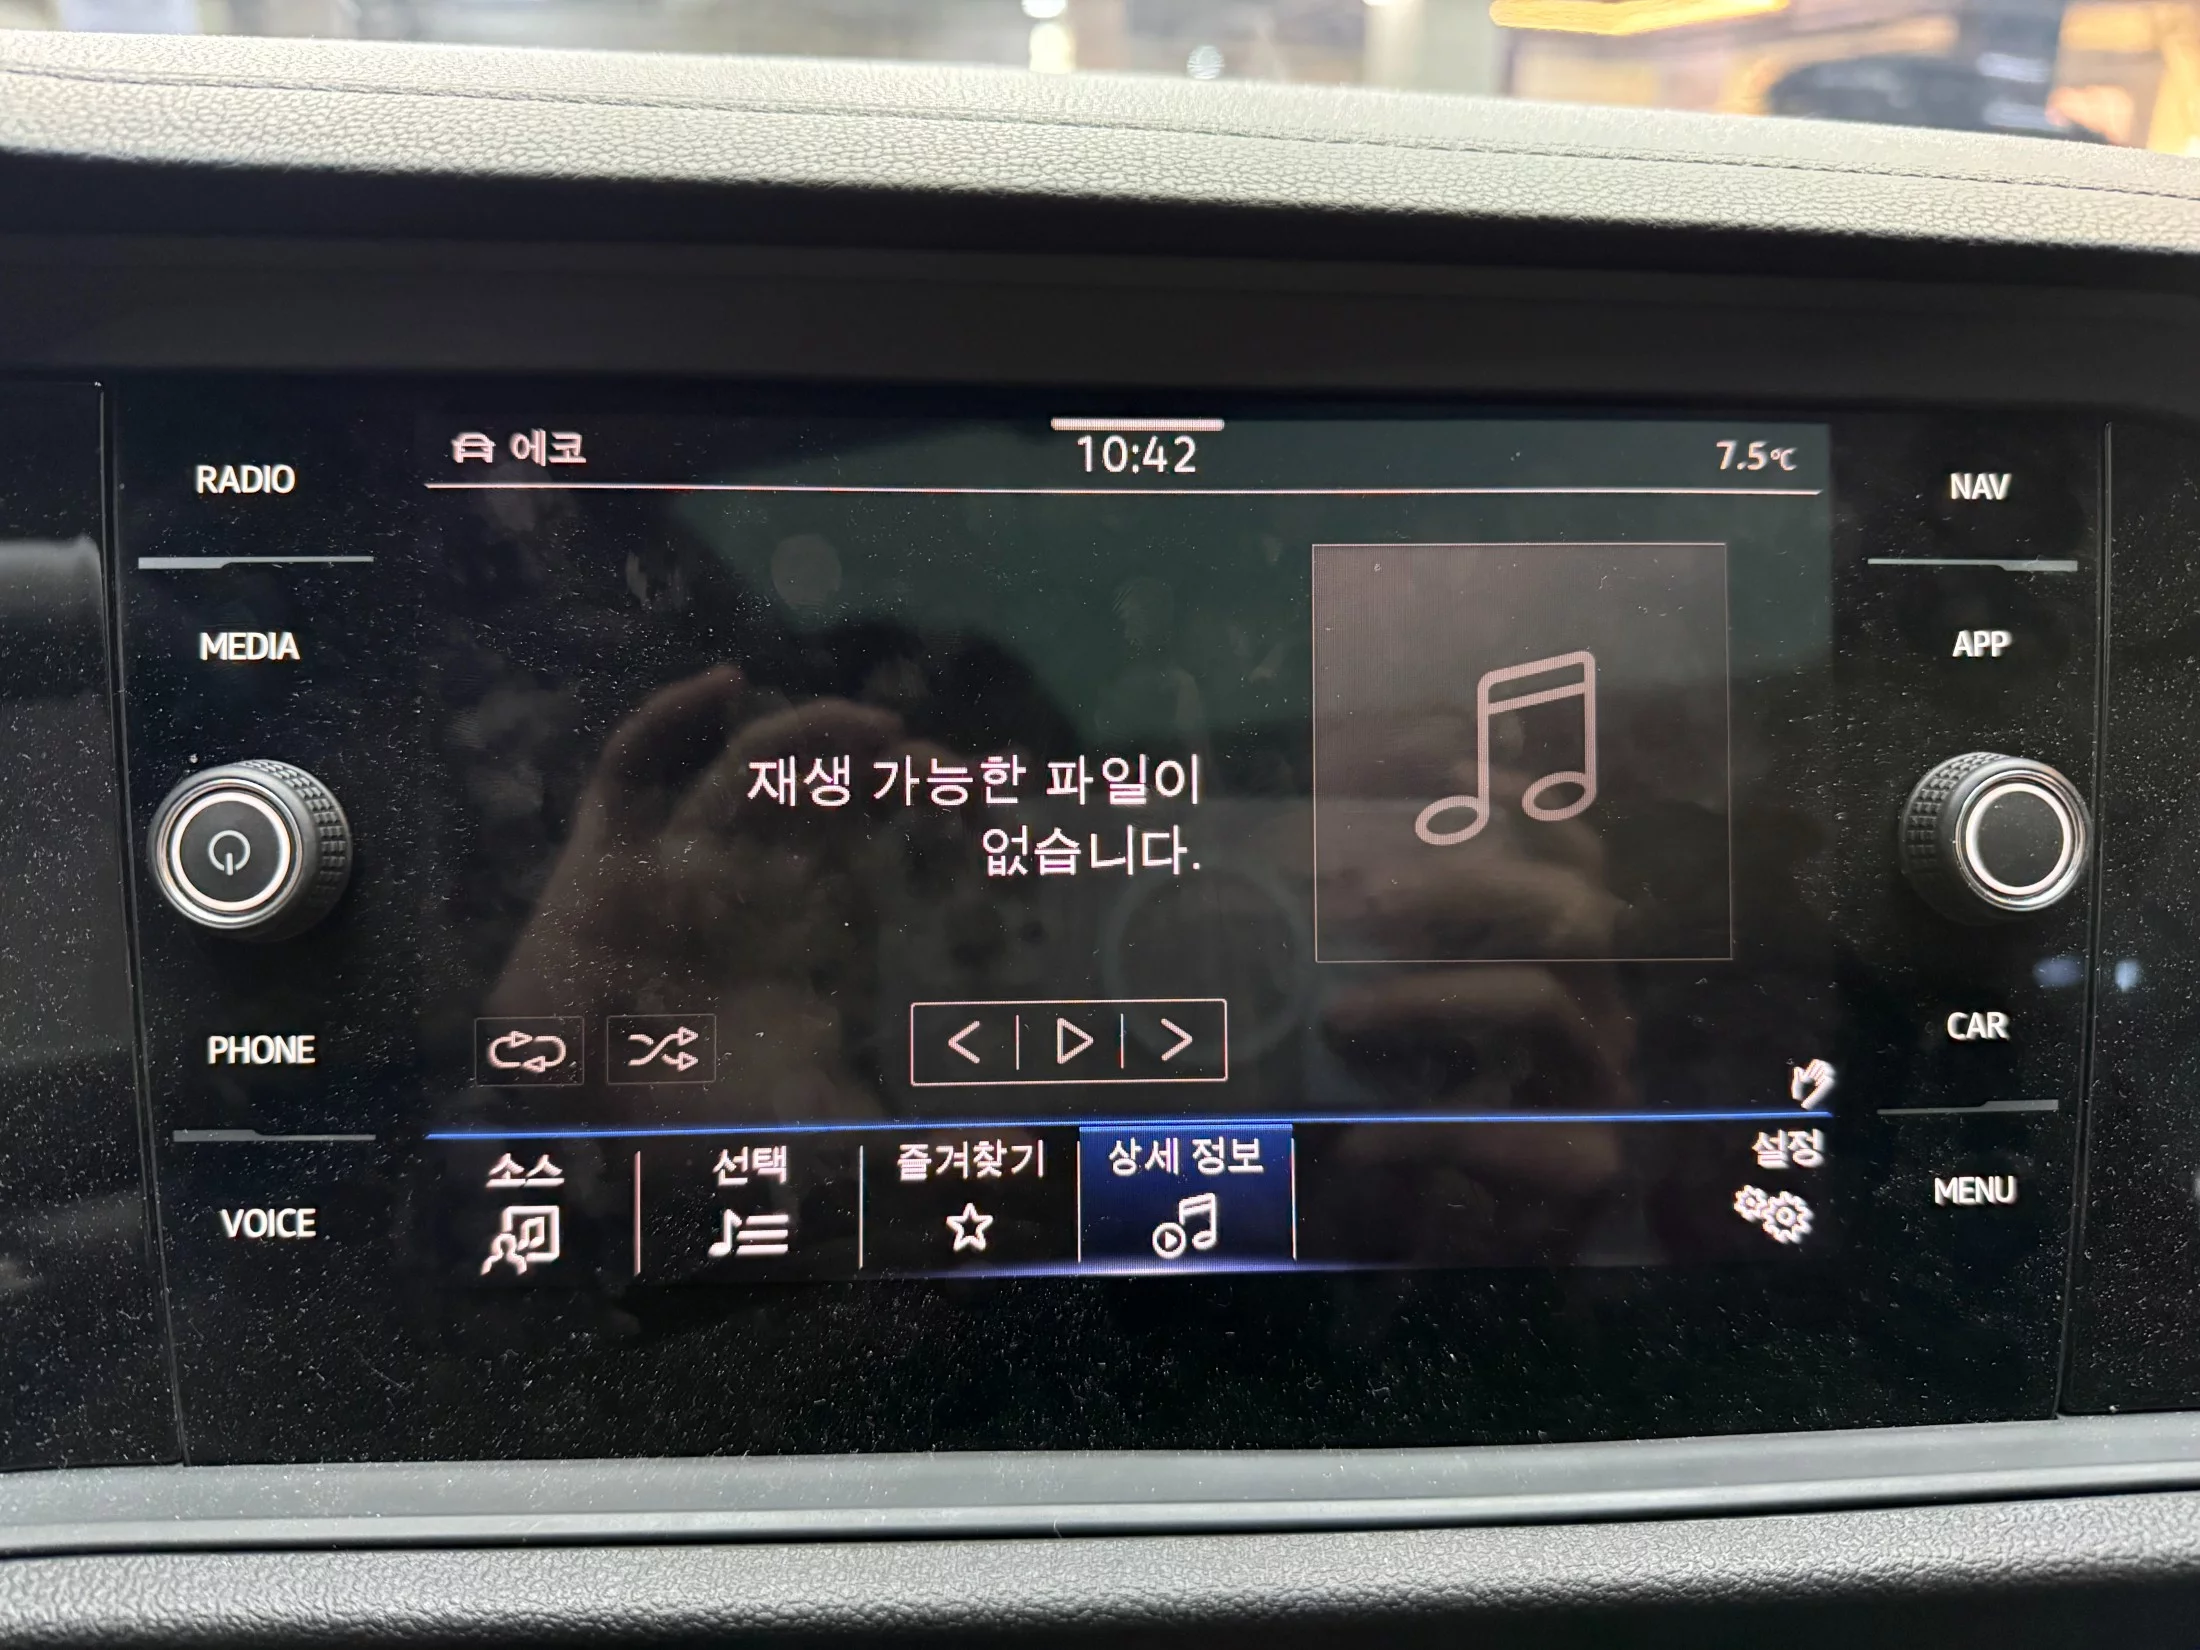 RADIO
MEDIA
PHONE
VOICE
에코
10:42
7.5℃
재생 가능한 파일이
없습니다.
소스
선택
즐겨찾기
상세 정보
설정
NAV
APP
CAR
MENU